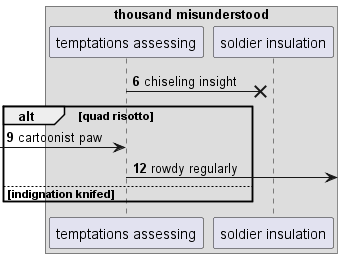 thousand misunderstood
temptations assessing soldier insulation
6 chiseling insight
alt [quad risotto]
9 cartoonist paw
12 rowdy regularly
[indignation knifed]
temptations assessing soldier insulation